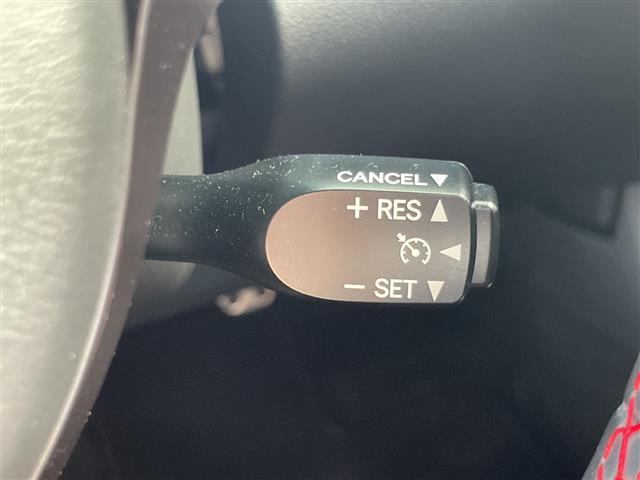 CANCEL▼
+ RES ▲
◀
− SET ▼